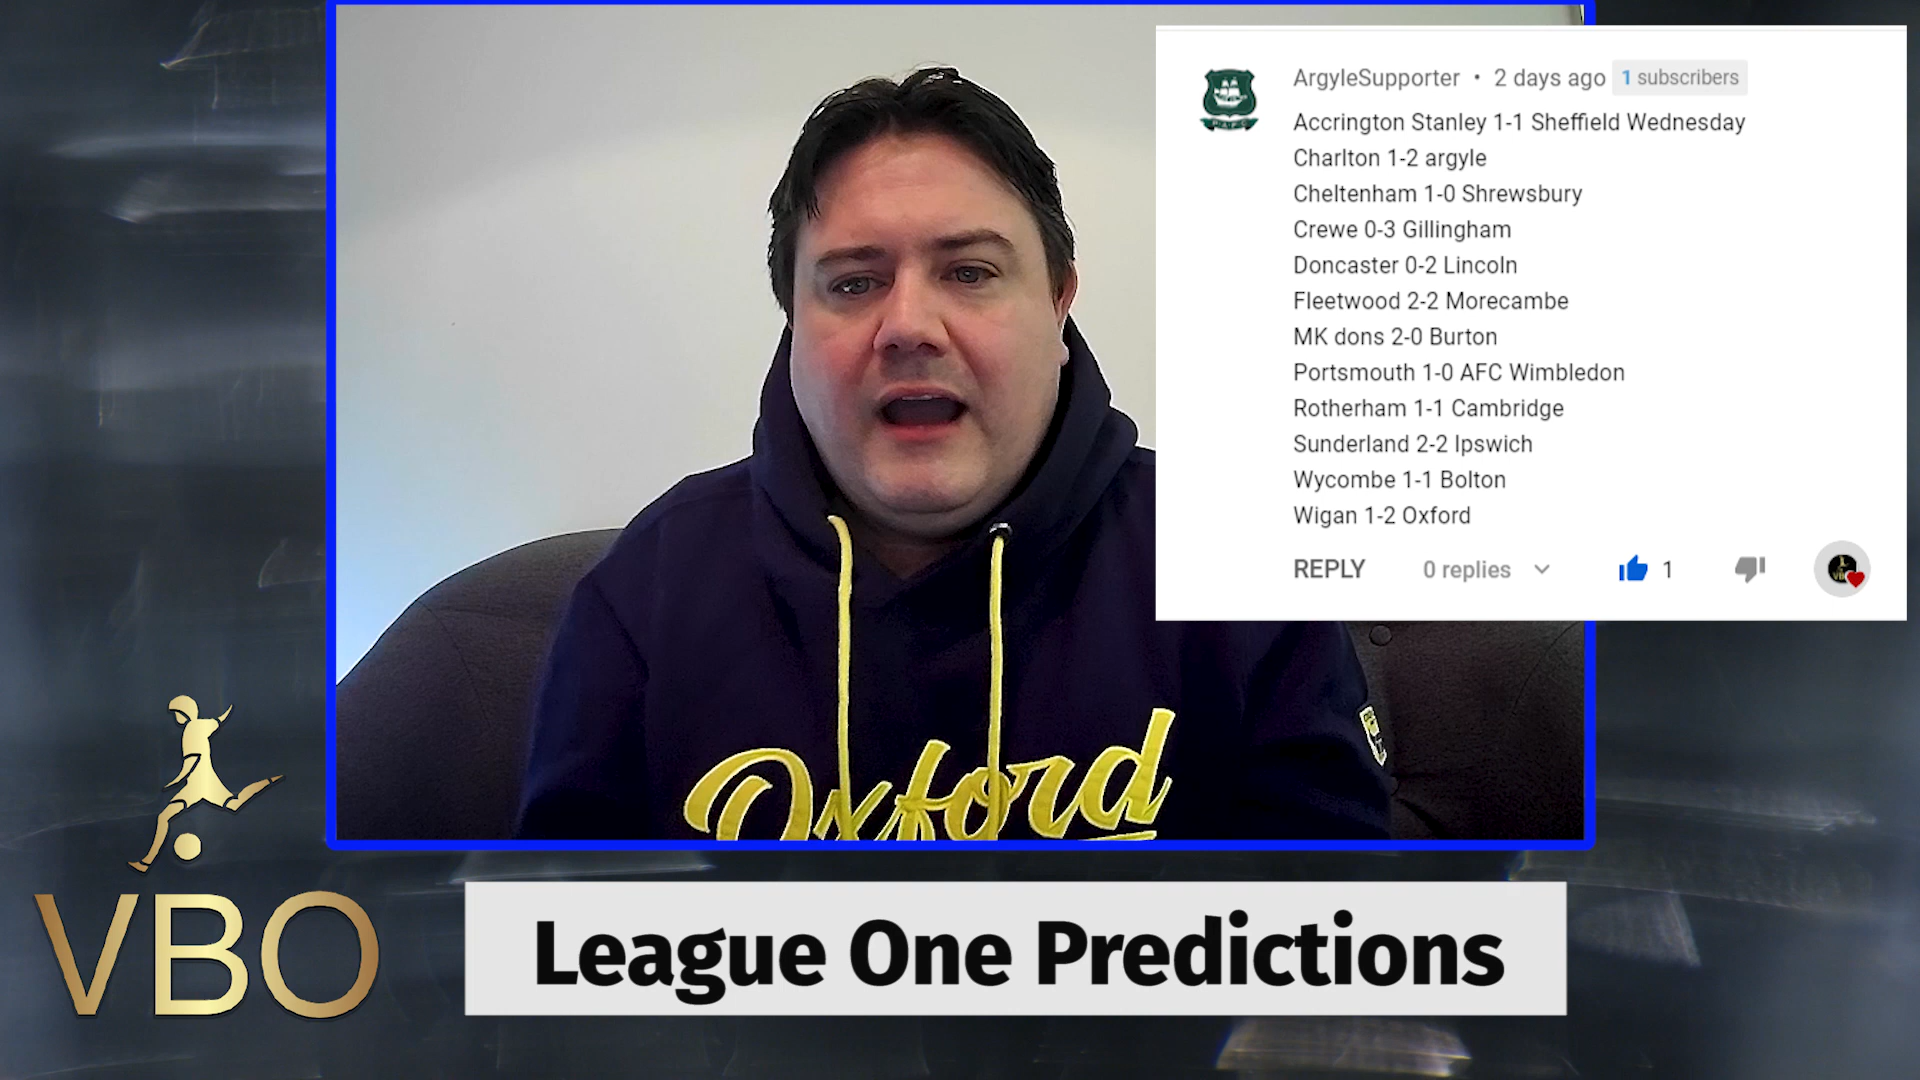 ArgyleSupporter • 2 days ago 1 subscribers
Accrington Stanley 1-1 Sheffield Wednesday
Charlton 1-2 argyle
Cheltenham 1-0 Shrewsbury
Crewe 0-3 Gillingham
Doncaster 0-2 Lincoln
Fleetwood 2-2 Morecambe
MK dons 2-0 Burton
Portsmouth 1-0 AFC Wimbledon
Rotherham 1-1 Cambridge
Sunderland 2-2 Ipswich
Wycombe 1-1 Bolton
Wigan 1-2 Oxford
REPLY 0 replies 1
Oxford
VBO
League One Predictions